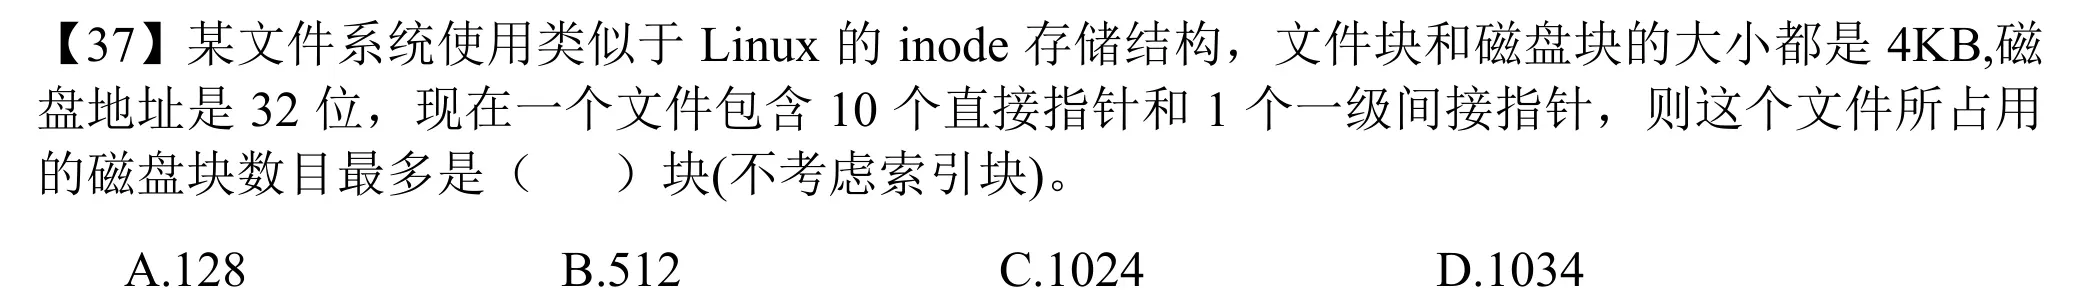 【37】某文件系统使用类似于 Linux 的 inode 存储结构，文件块和磁盘块的大小都是 4KB,磁
盘地址是 32 位，现在一个文件包含 10 个直接指针和 1 个一级间接指针，则这个文件所占用
的磁盘块数目最多是（　　）块(不考虑索引块)。
A.128 B.512 C.1024 D.1034